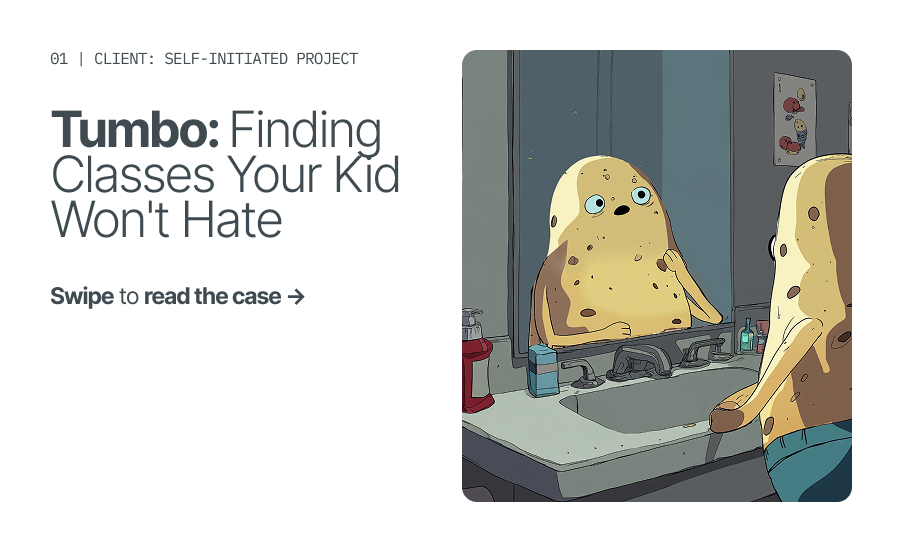 01 | CLIENT: SELF-INITIATED PROJECT
Tumbo: Finding
Classes Your Kid
Won't Hate
Swipe to read the case →